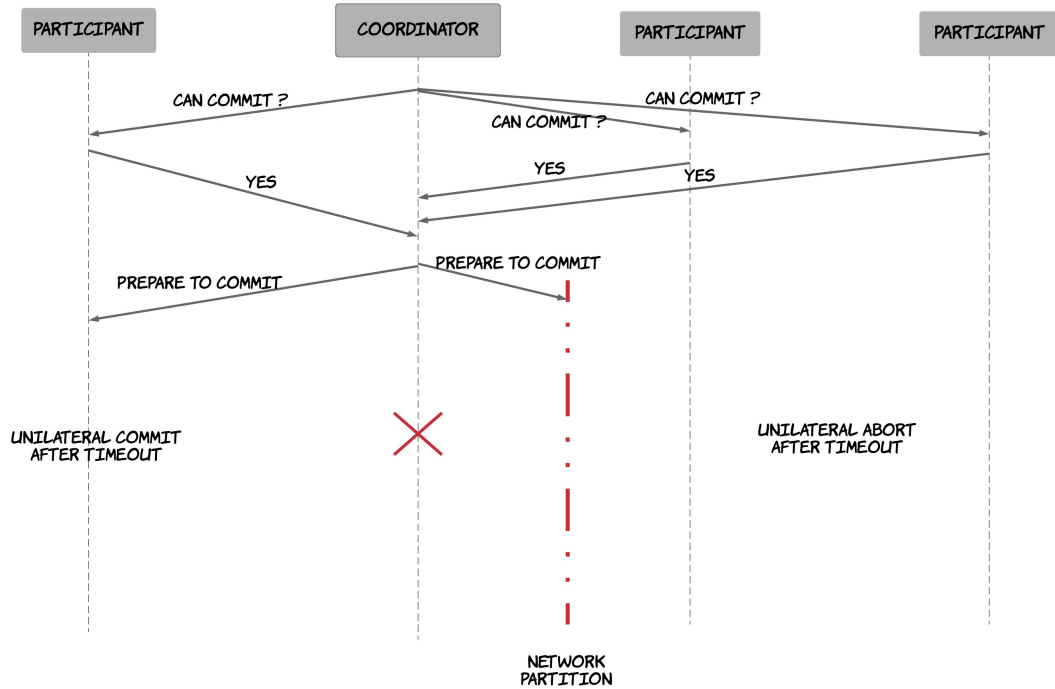 PARTICIPANT
COORDINATOR
PARTICIPANT
PARTICIPANT
CAN COMMIT ?
CAN COMMIT ?
CAN COMMIT ?
YES
YES
YES
PREPARE TO COMMIT
PREPARE TO COMMIT
UNILATERAL COMMIT
AFTER TIMEOUT
UNILATERAL ABORT
AFTER TIMEOUT
NETWORK
PARTITION